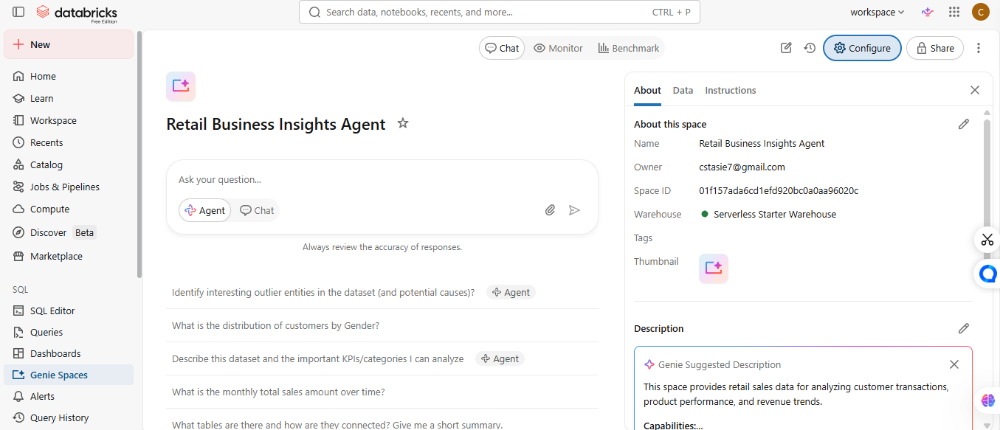 databricks
Free Edition
Search data, notebooks, recents, and more...
CTRL + P
workspace
C
New
Home
Learn
Workspace
Recents
Catalog
Jobs & Pipelines
Compute
Discover Beta
Marketplace
SQL
SQL Editor
Queries
Dashboards
Genie Spaces
Alerts
Query History
Chat
Monitor
Benchmark
Configure
Share
Retail Business Insights Agent
Ask your question...
Agent
Chat
Always review the accuracy of responses.
Identify interesting outlier entities in the dataset (and potential causes)? Agent
What is the distribution of customers by Gender?
Describe this dataset and the important KPIs/categories I can analyze Agent
What is the monthly total sales amount over time?
What tables are there and how are they connected? Give me a short summary.
About Data Instructions
About this space
Name Retail Business Insights Agent
Owner cstasie7@gmail.com
Space ID 01f157ada6cd1efd920bc0a0aa96020c
Warehouse Serverless Starter Warehouse
Tags
Thumbnail
Description
Genie Suggested Description
This space provides retail sales data for analyzing customer transactions,
product performance, and revenue trends.
Capabilities:...